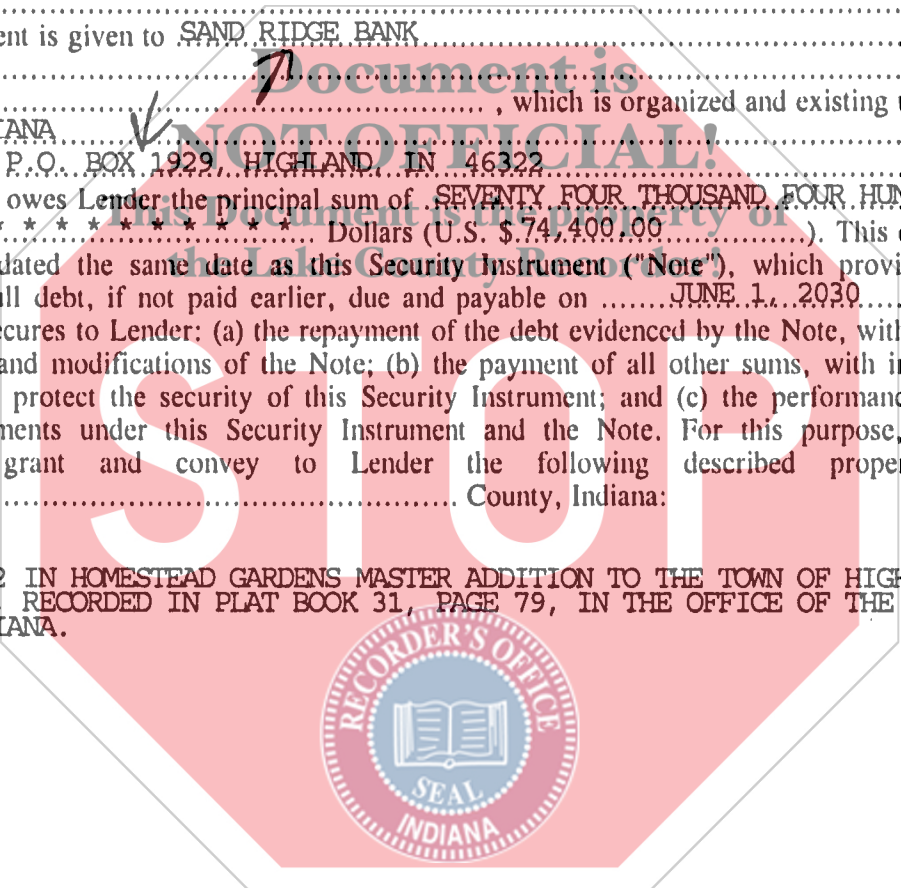 ent is given to SAND RIDGE BANK
Document is
, which is organized and existing
IANA
NOT OFFICIAL!
P.O. BOX 1929, HIGHLAND, IN 46322
owes Lender the principal sum of SEVENTY FOUR THOUSAND FOUR HUN
This Document is the property of
* * * * * * * * * * Dollars (U.S. $ 74,400.00 ). This
the Lake County Recorder!
dated the same date as this Security Instrument ("Note"), which provi
ll debt, if not paid earlier, due and payable on JUNE 1, 2030
cures to Lender: (a) the repayment of the debt evidenced by the Note, with
and modifications of the Note; (b) the payment of all other sums, with in
protect the security of this Security Instrument; and (c) the performanc
ments under this Security Instrument and the Note. For this purpose,
grant and convey to Lender the following described proper
County, Indiana:
STOP
2 IN HOMESTEAD GARDENS MASTER ADDITION TO THE TOWN OF HIGH
RECORDED IN PLAT BOOK 31, PAGE 79, IN THE OFFICE OF THE
IANA.
RECORDER'S OFFICE
SEAL
INDIANA